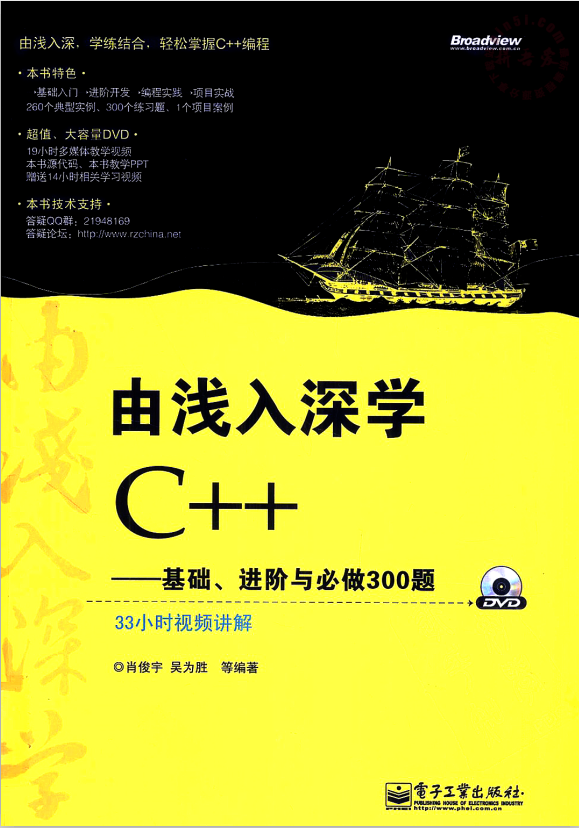 由浅入深，学练结合，轻松掌握C++编程
Broadview
www.broadview.com.cn
·本书特色·
·基础入门 →进阶开发 →编程实践 →项目实战
260个典型实例、300个练习题、1个项目案例
·超值、大容量DVD·
19小时多媒体教学视频
本书源代码、本书教学PPT
赠送14小时相关学习视频
·本书技术支持·
答疑QQ群：21948169
答疑论坛：http://www.rzchina.net
由浅入深学
由浅入深学
C++
——基础、进阶与必做300题
DVD
33小时视频讲解
◎肖俊宇 吴为胜 等编著
電子工業出版社·
PUBLISHING HOUSE OF ELECTRONICS INDUSTRY
http://www.phei.com.cn